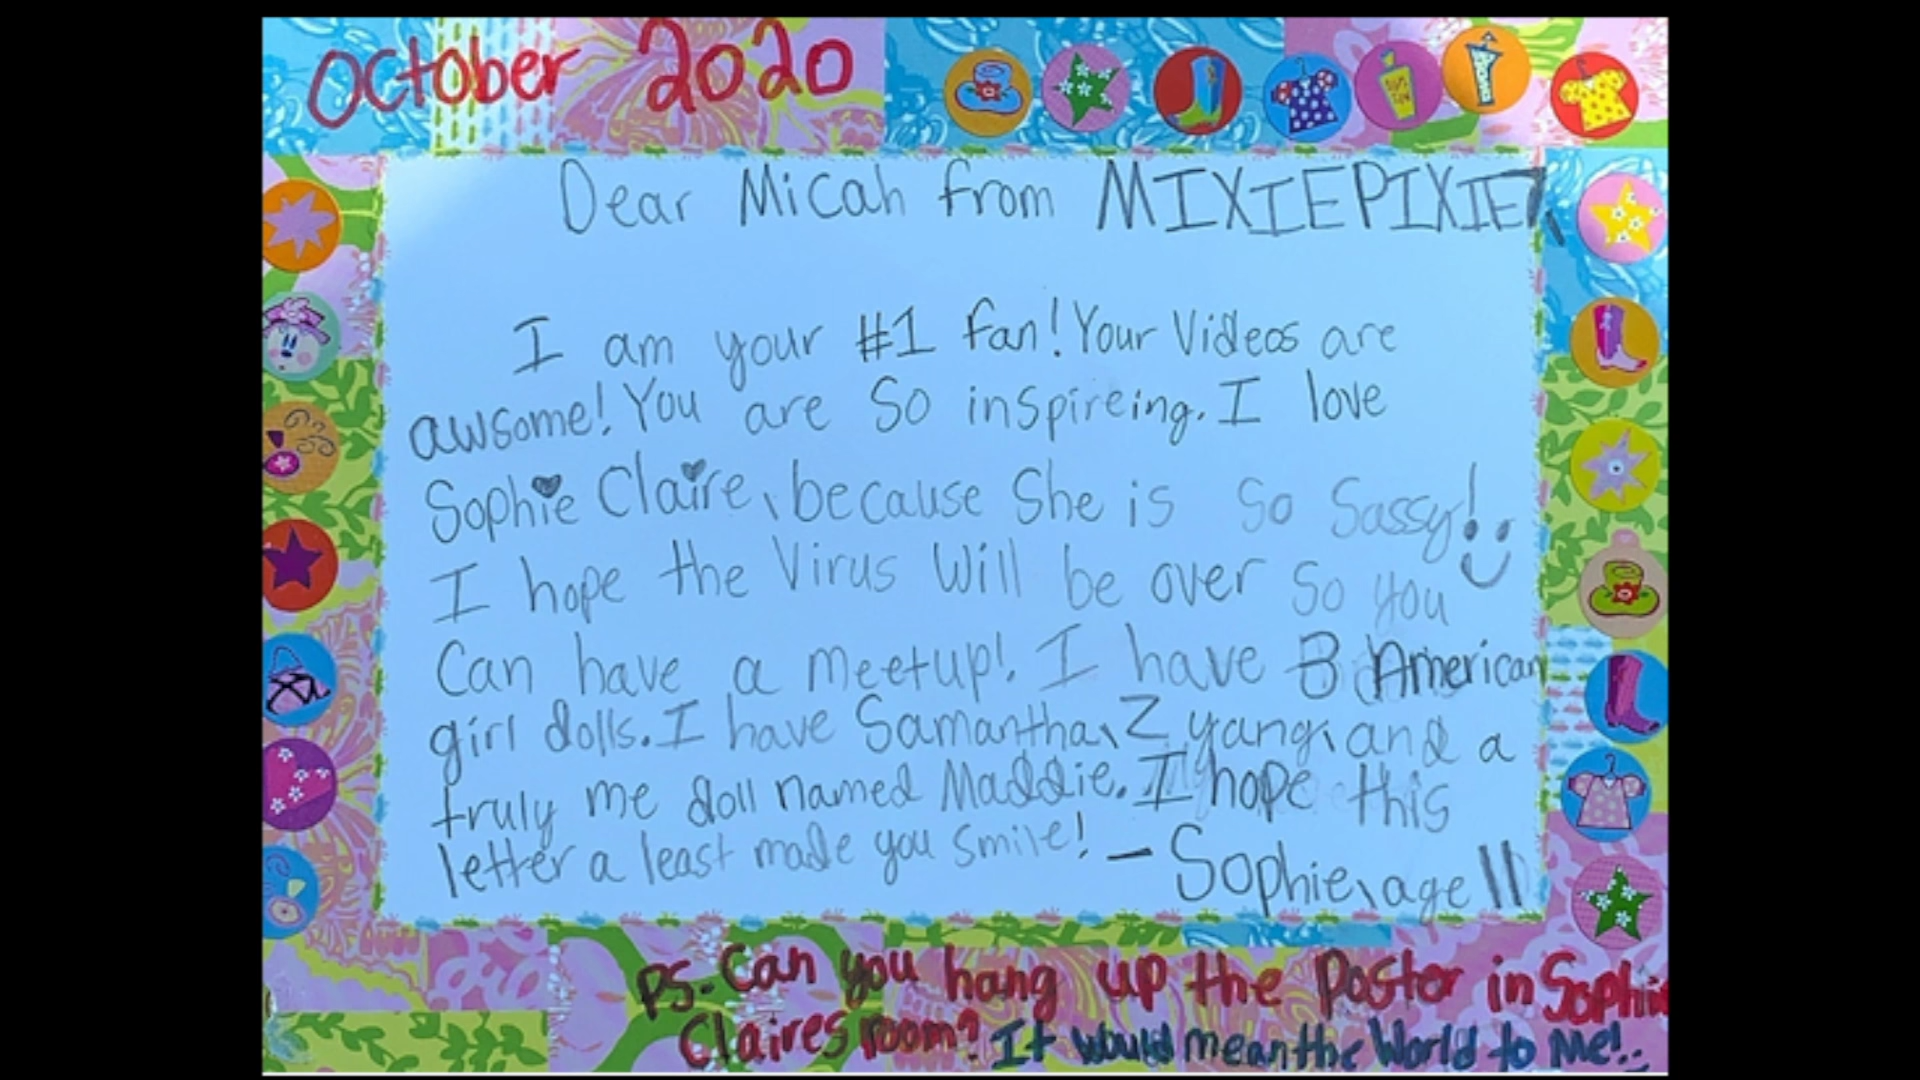 October 2020
Dear Micah from MIXIEPIXIE7,
I am your #1 fan! Your Videos are
awsome! You are So inspireing. I love
Sophie Claire, because She is So Sassy!
I hope the Virus Will be over So you
Can have a meetup! I have 3 American
girl dolls. I have Samantha, Z yang, and a
truly me doll named Maddie. I hope this
letter a least made you smile! - Sophie, age 11
PS. Can you hang up the Poster in Sophie
Claires room? It would mean the World to Me!